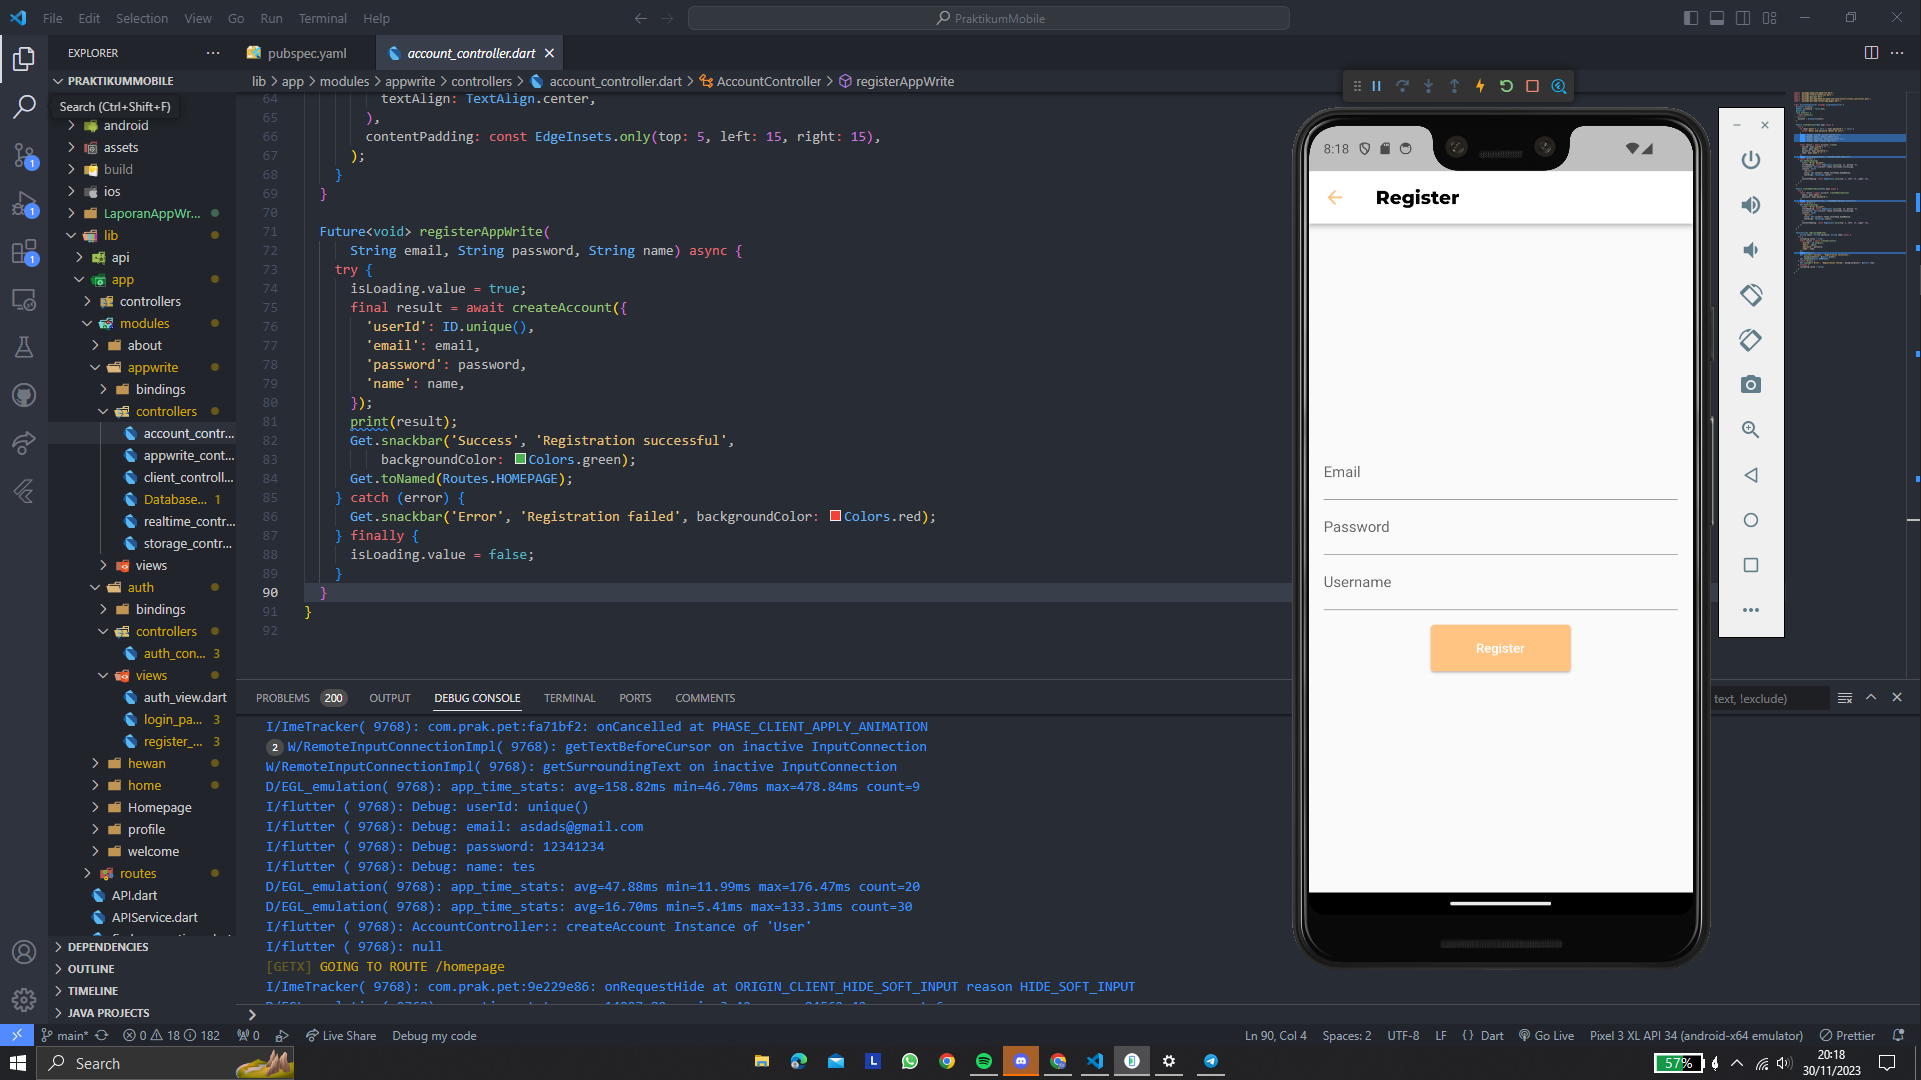 File Edit Selection View Go Run Terminal Help
PraktikumMobile
EXPLORER
pubspec.yaml
account_controller.dart
PRAKTIKUMMOBILE
lib > app > modules > appwrite > controllers > account_controller.dart > AccountController > registerAppWrite
Search (Ctrl+Shift+F)
android
assets
build
ios
LaporanAppWr...
lib
api
app
controllers
modules
about
appwrite
bindings
controllers
account_contr...
appwrite_cont...
client_controll...
Database... 1
realtime_contr...
storage_contr...
views
auth
bindings
controllers
auth_con... 3
views
auth_view.dart
login_pa... 3
register_... 3
hewan
home
Homepage
profile
welcome
routes
API.dart
APIService.dart
DEPENDENCIES
OUTLINE
TIMELINE
JAVA PROJECTS
64 textAlign: TextAlign.center,
65 ),
66 contentPadding: const EdgeInsets.only(top: 5, left: 15, right: 15),
67 );
68 }
69 }
70
71 Future<void> registerAppWrite(
72 String email, String password, String name) async {
73 try {
74 isLoading.value = true;
75 final result = await createAccount({
76 'userId': ID.unique(),
77 'email': email,
78 'password': password,
79 'name': name,
80 });
81 print(result);
82 Get.snackbar('Success', 'Registration successful',
83 backgroundColor: Colors.green);
84 Get.toNamed(Routes.HOMEPAGE);
85 } catch (error) {
86 Get.snackbar('Error', 'Registration failed', backgroundColor: Colors.red);
87 } finally {
88 isLoading.value = false;
89 }
90 }
91 }
92
8:18
Register
Email
Password
Username
Register
PROBLEMS 200 OUTPUT DEBUG CONSOLE TERMINAL PORTS COMMENTS
text, !exclude)
I/ImeTracker( 9768): com.prak.pet:fa71bf2: onCancelled at PHASE_CLIENT_APPLY_ANIMATION
2 W/RemoteInputConnectionImpl( 9768): getTextBeforeCursor on inactive InputConnection
W/RemoteInputConnectionImpl( 9768): getSurroundingText on inactive InputConnection
D/EGL_emulation( 9768): app_time_stats: avg=158.82ms min=46.70ms max=478.84ms count=9
I/flutter ( 9768): Debug: userId: unique()
I/flutter ( 9768): Debug: email: asdads@gmail.com
I/flutter ( 9768): Debug: password: 12341234
I/flutter ( 9768): Debug: name: tes
D/EGL_emulation( 9768): app_time_stats: avg=47.88ms min=11.99ms max=176.47ms count=20
D/EGL_emulation( 9768): app_time_stats: avg=16.70ms min=5.41ms max=133.31ms count=30
I/flutter ( 9768): AccountController:: createAccount Instance of 'User'
I/flutter ( 9768): null
[GETX] GOING TO ROUTE /homepage
I/ImeTracker( 9768): com.prak.pet:9e229e86: onRequestHide at ORIGIN_CLIENT_HIDE_SOFT_INPUT reason HIDE_SOFT_INPUT
main* 0 18 182 0 Live Share Debug my code
Ln 90, Col 4 Spaces: 2 UTF-8 LF {} Dart Go Live Pixel 3 XL API 34 (android-x64 emulator) Prettier
Search
57%
20:18
30/11/2023